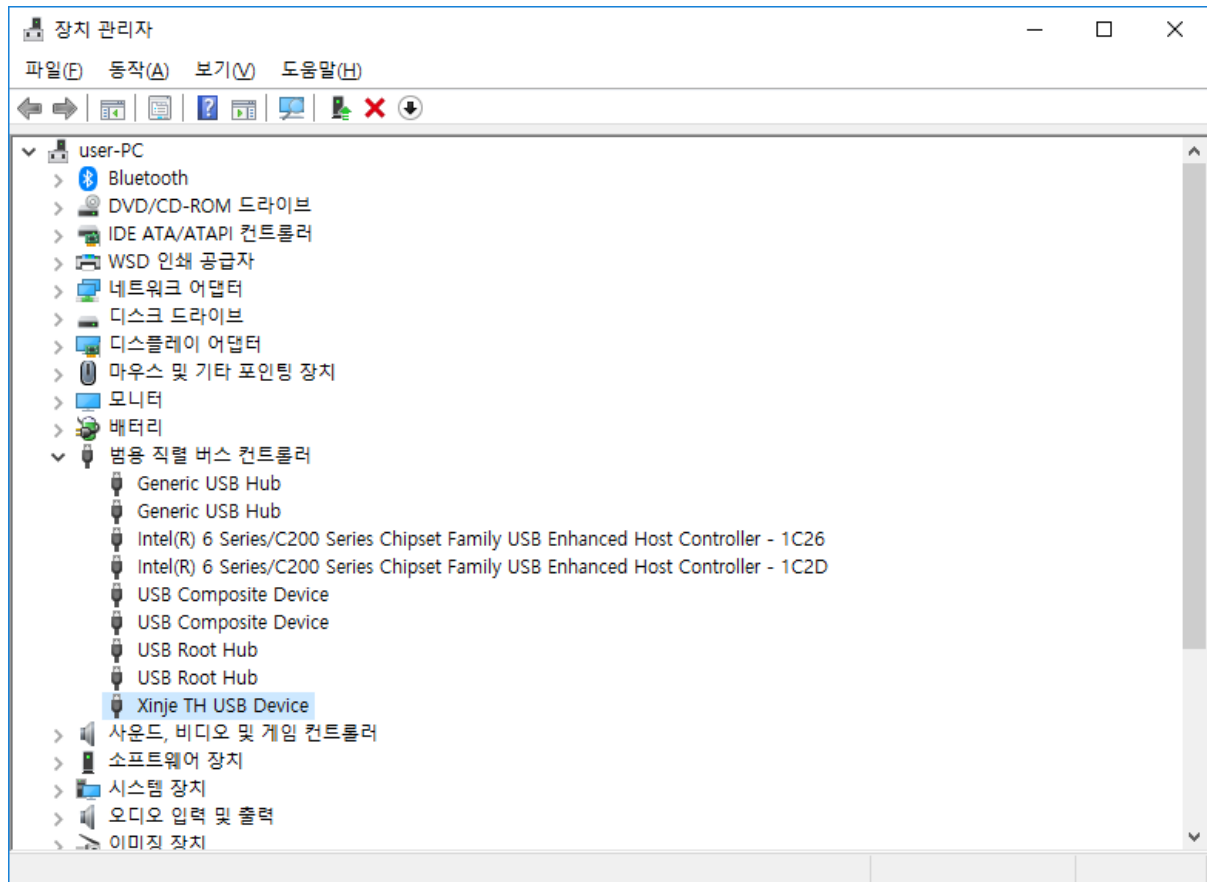 장치 관리자
파일(F) 동작(A) 보기(V) 도움말(H)
user-PC
Bluetooth
DVD/CD-ROM 드라이브
IDE ATA/ATAPI 컨트롤러
WSD 인쇄 공급자
네트워크 어댑터
디스크 드라이브
디스플레이 어댑터
마우스 및 기타 포인팅 장치
모니터
배터리
범용 직렬 버스 컨트롤러
Generic USB Hub
Generic USB Hub
Intel(R) 6 Series/C200 Series Chipset Family USB Enhanced Host Controller - 1C26
Intel(R) 6 Series/C200 Series Chipset Family USB Enhanced Host Controller - 1C2D
USB Composite Device
USB Composite Device
USB Root Hub
USB Root Hub
Xinje TH USB Device
사운드, 비디오 및 게임 컨트롤러
소프트웨어 장치
시스템 장치
오디오 입력 및 출력
이미징 장치